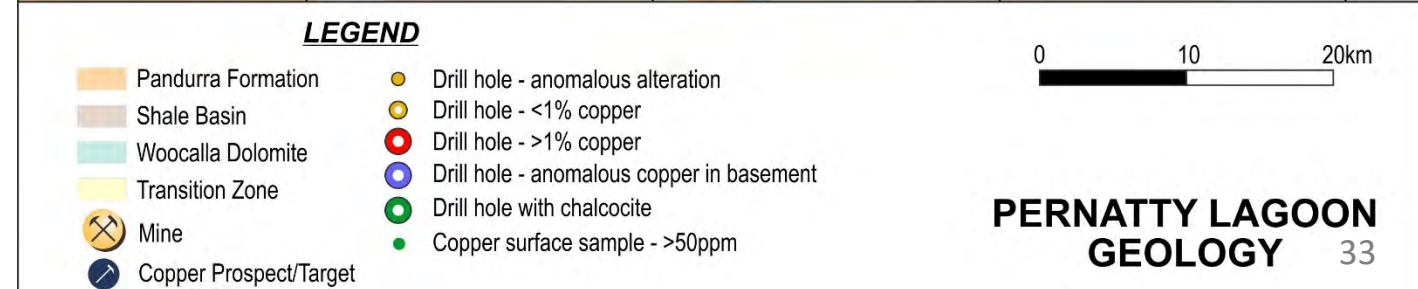 LEGEND
Pandurra Formation
Shale Basin
Woocalla Dolomite
Transition Zone
Mine
Copper Prospect/Target
Drill hole - anomalous alteration
Drill hole - <1% copper
Drill hole - >1% copper
Drill hole - anomalous copper in basement
Drill hole with chalcocite
Copper surface sample - >50ppm
0 10 20km
PERNATTY LAGOON
GEOLOGY 33